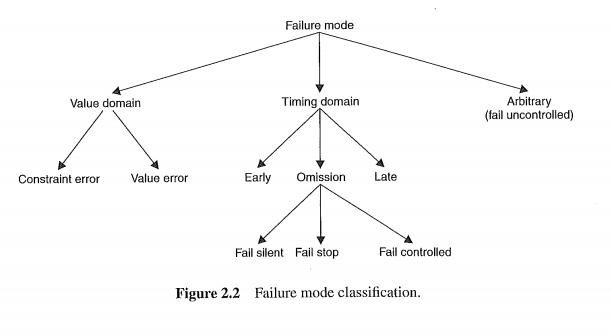 Failure mode
Value domain
Timing domain
Arbitrary
(fail uncontrolled)
Constraint error
Value error
Early
Omission
Late
Fail silent
Fail stop
Fail controlled
Figure 2.2 Failure mode classification.